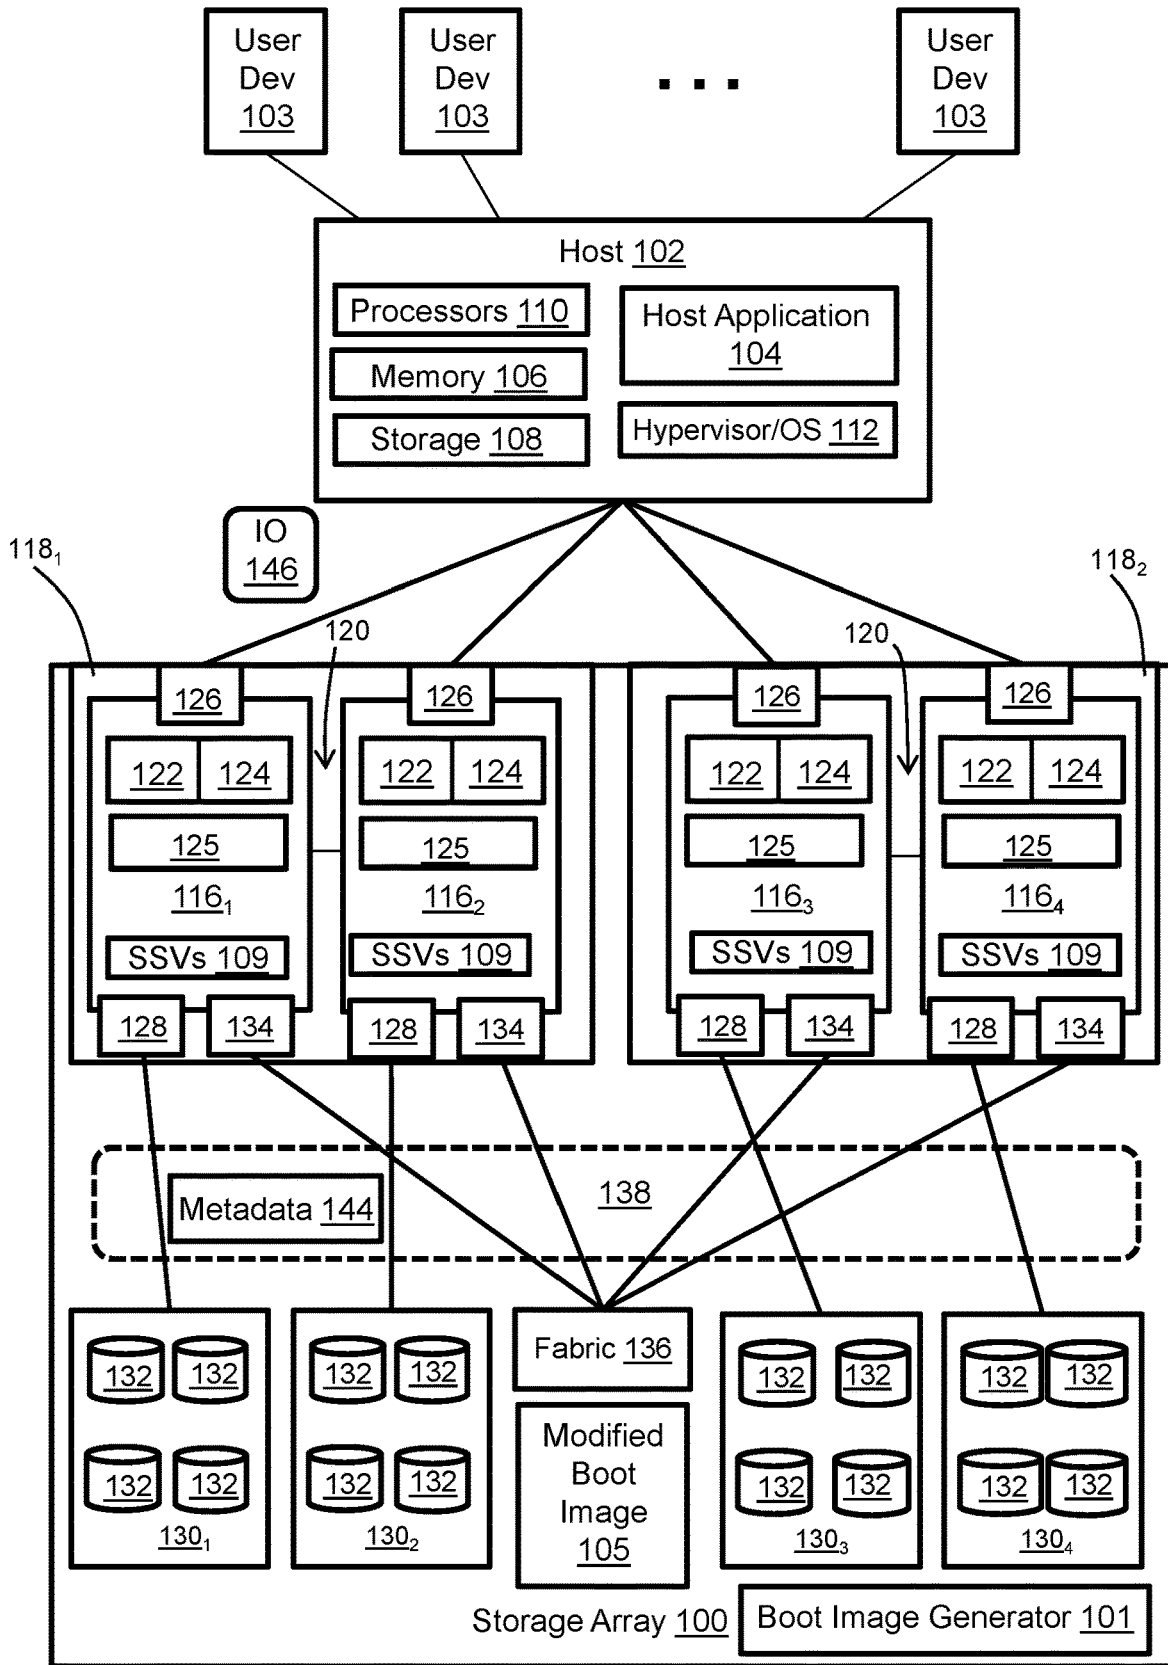 User Dev 103
User Dev 103
. . .
User Dev 103
Host 102
Processors 110
Memory 106
Storage 108
Host Application 104
Hypervisor/OS 112
IO 146
118₁
118₂
120
120
126
126
126
126
122 124
122 124
122 124
122 124
125
125
125
125
116₁
116₂
116₃
116₄
SSVs 109
SSVs 109
SSVs 109
SSVs 109
128 134
128 134
128 134
128 134
Metadata 144
138
132 132
132 132
130₁
132 132
132 132
130₂
Fabric 136
Modified Boot Image 105
132 132
132 132
130₃
132 132
132 132
130₄
Storage Array 100
Boot Image Generator 101